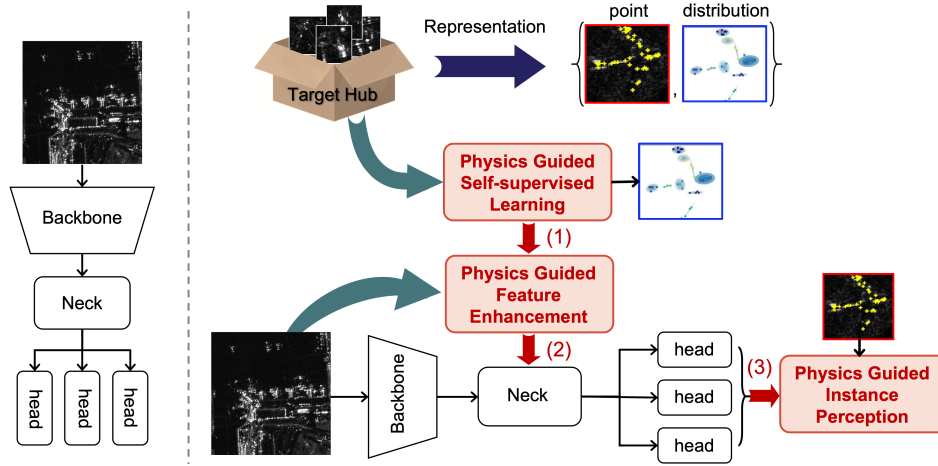 Backbone
Neck
head
head
head
Target Hub
Representation
point
distribution
{
,
}
Physics Guided
Self-supervised
Learning
(1)
Physics Guided
Feature
Enhancement
(2)
Backbone
Neck
head
head
head
(3)
Physics Guided
Instance
Perception